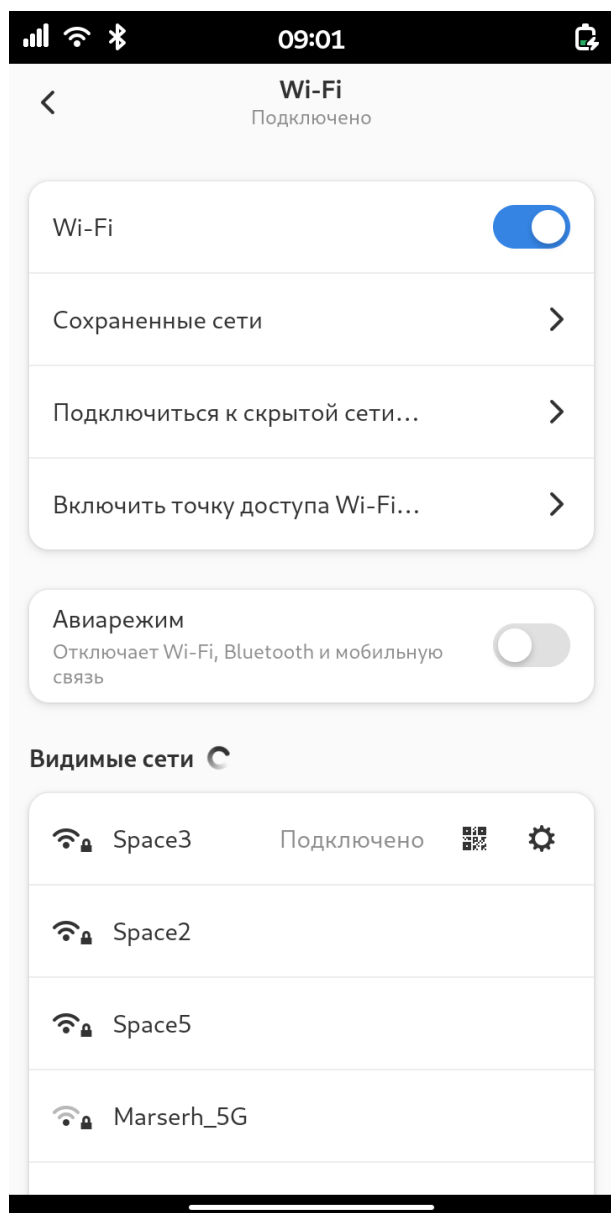 09:01
Wi-Fi
Подключено
Wi-Fi
Сохраненные сети
Подключиться к скрытой сети...
Включить точку доступа Wi-Fi...
Авиарежим
Отключает Wi-Fi, Bluetooth и мобильную
связь
Видимые сети
Space3 Подключено
Space2
Space5
Marserh_5G